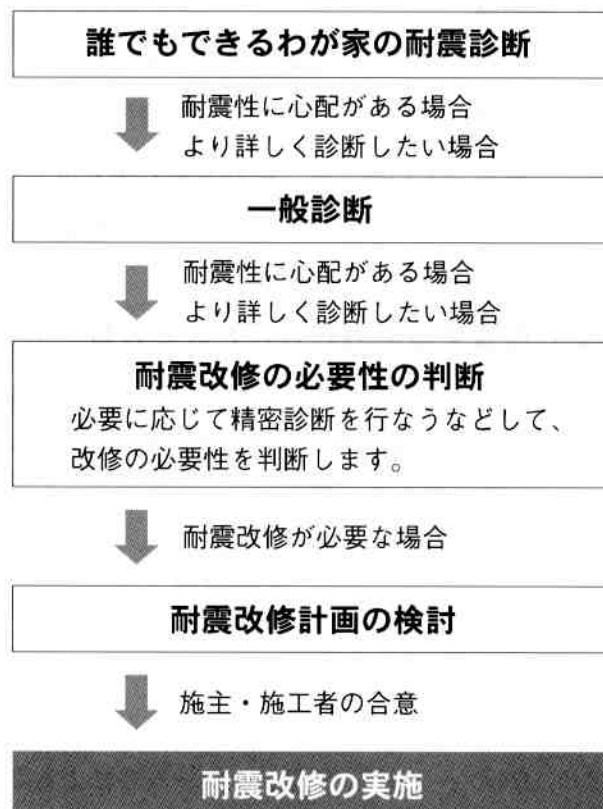 誰でもできるわが家の耐震診断
耐震性に心配がある場合
より詳しく診断したい場合
一般診断
耐震性に心配がある場合
より詳しく診断したい場合
耐震改修の必要性の判断
必要に応じて精密診断を行なうなどして、
改修の必要性を判断します。
耐震改修が必要な場合
耐震改修計画の検討
施主・施工者の合意
耐震改修の実施